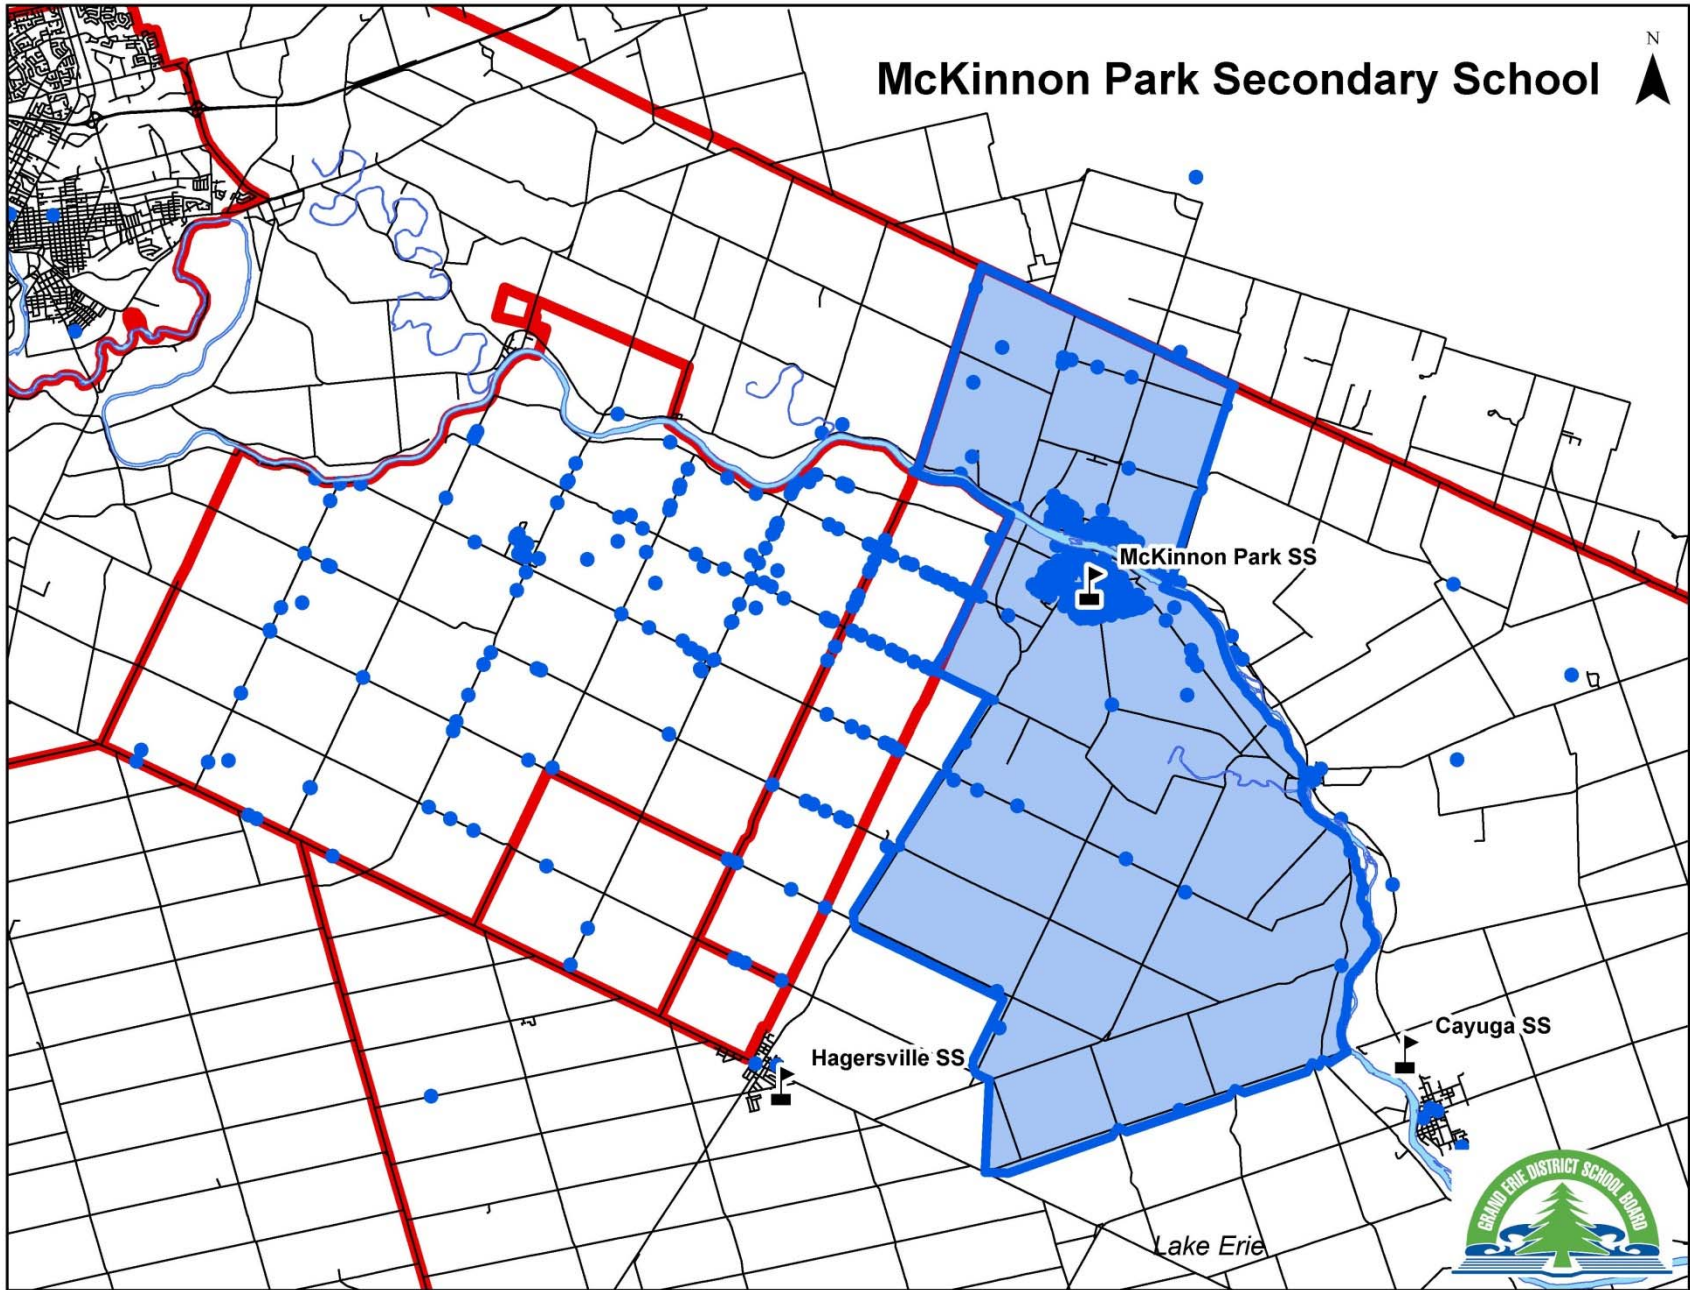 McKinnon Park Secondary School
N
McKinnon Park SS
Cayuga SS
Hagersville SS
Lake Erie
GRAND ERIE DISTRICT SCHOOL BOARD